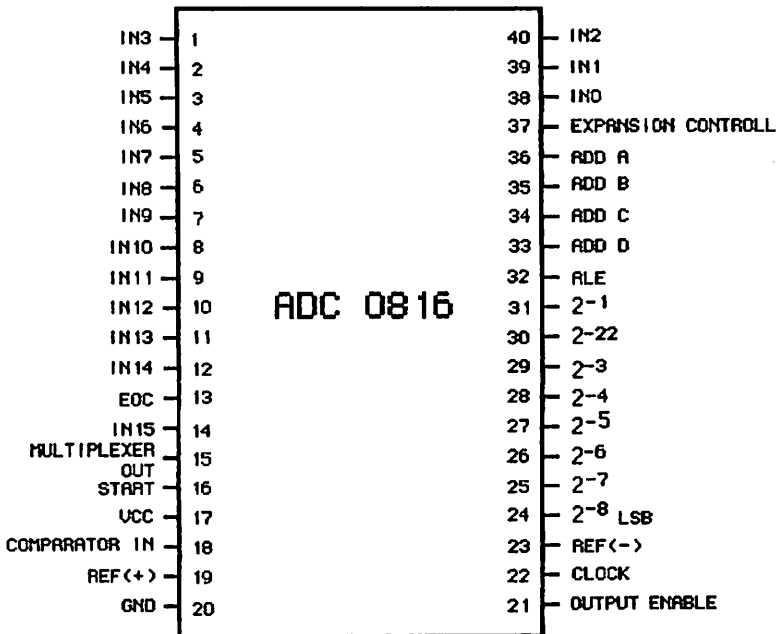 IN3 1
IN4 2
IN5 3
IN6 4
IN7 5
IN8 6
IN9 7
IN10 8
IN11 9
IN12 10
IN13 11
IN14 12
EOC 13
IN15 14
MULTIPLEXER
OUT 15
START 16
VCC 17
COMPARATOR IN 18
REF(+) 19
GND 20
ADC 0816
40 IN2
39 IN1
38 IN0
37 EXPANSION CONTROLL
36 ADD A
35 ADD B
34 ADD C
33 ADD D
32 ALE
31 2-1
30 2-22
29 2-3
28 2-4
27 2-5
26 2-6
25 2-7
24 2-8 LSB
23 REF(-)
22 CLOCK
21 OUTPUT ENABLE